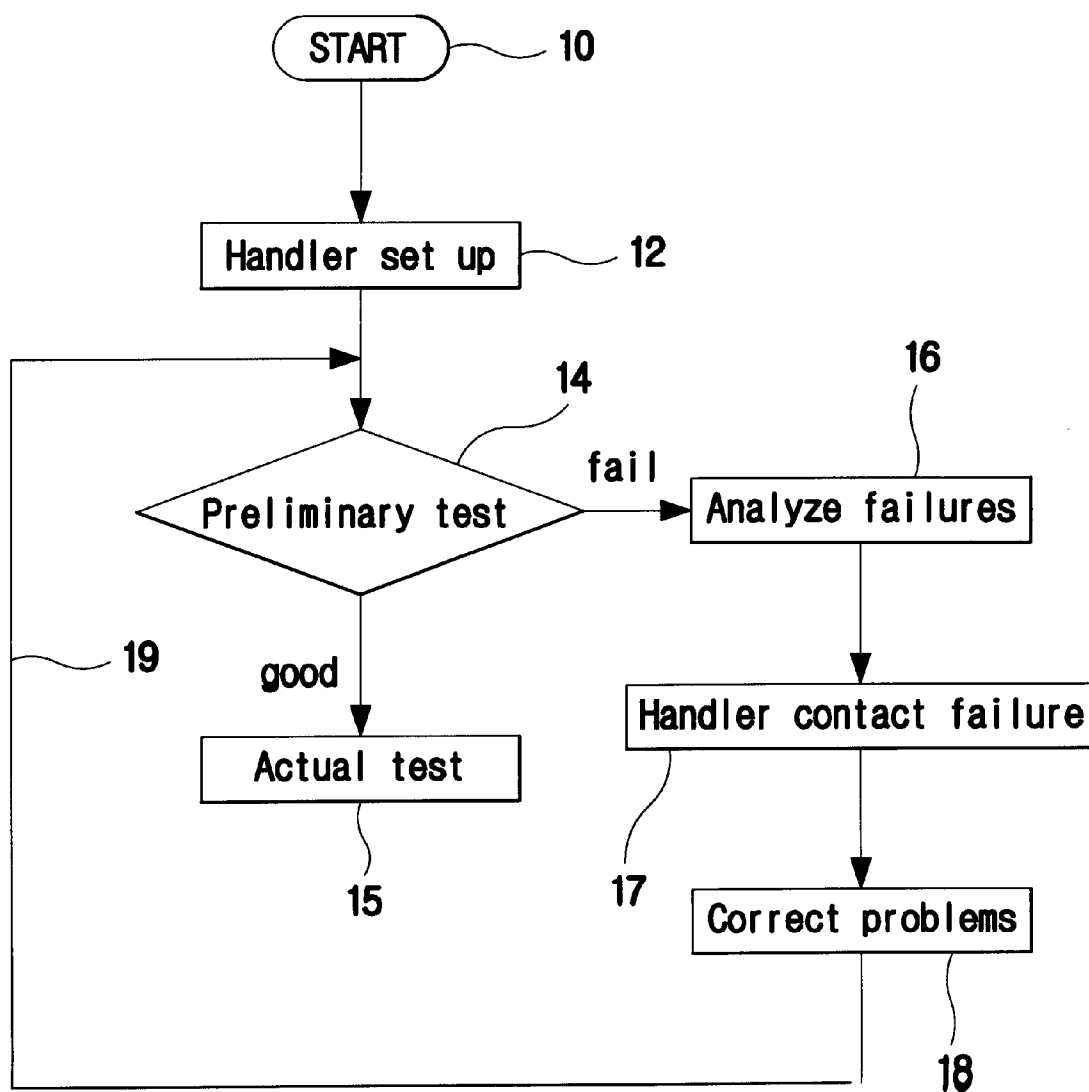 START
10
Handler set up
12
14
16
fail
Preliminary test
Analyze failures
19
good
Handler contact failure
Actual test
15
17
Correct problems
18